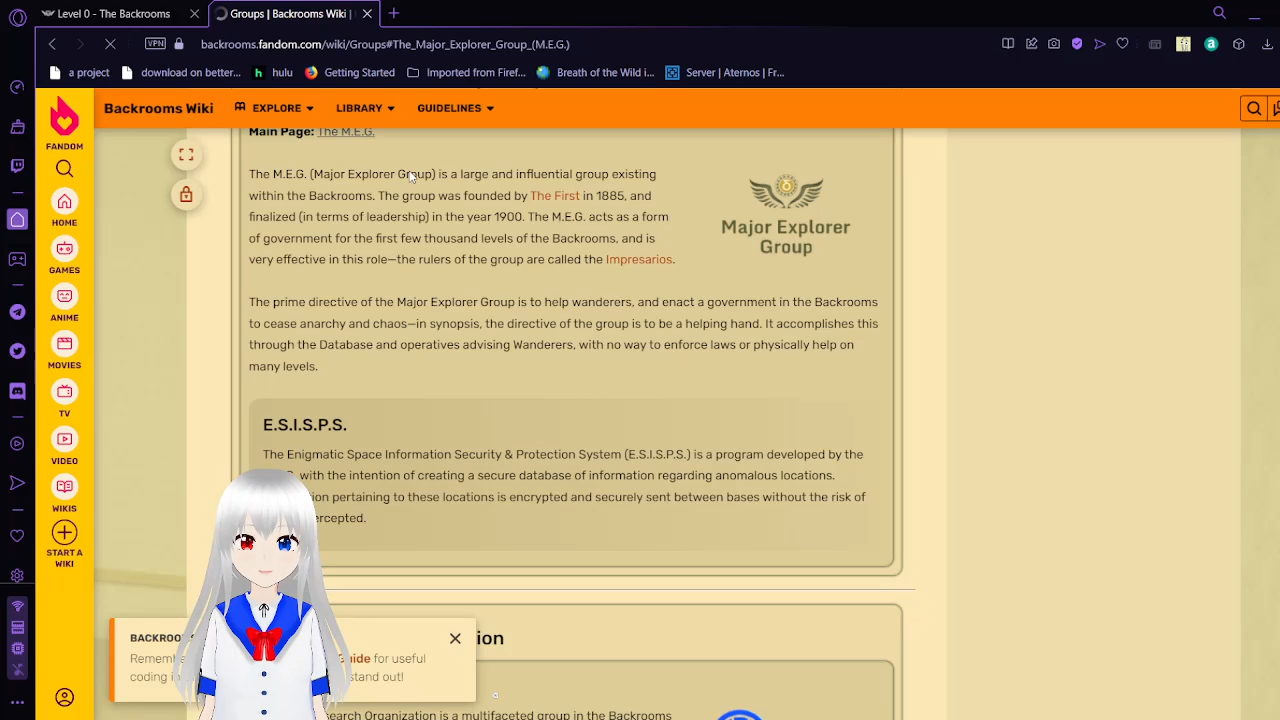 Level 0 - The Backrooms
Groups | Backrooms Wiki |
VPN
backrooms.fandom.com/wiki/Groups#The_Major_Explorer_Group_(M.E.G.)
a project
download on better...
hulu
Getting Started
Imported from Firef...
Breath of the Wild i...
Server | Aternos | Fr...
FANDOM
HOME
GAMES
ANIME
MOVIES
TV
VIDEO
WIKIS
START A
WIKI
Backrooms Wiki
EXPLORE
LIBRARY
GUIDELINES
Main Page: The M.E.G.
The M.E.G. (Major Explorer Group) is a large and influential group existing
within the Backrooms. The group was founded by The First in 1885, and
finalized (in terms of leadership) in the year 1900. The M.E.G. acts as a form
of government for the first few thousand levels of the Backrooms, and is
very effective in this role—the rulers of the group are called the Impresarios.
Major Explorer
Group
The prime directive of the Major Explorer Group is to help wanderers, and enact a government in the Backrooms
to cease anarchy and chaos—in synopsis, the directive of the group is to be a helping hand. It accomplishes this
through the Database and operatives advising Wanderers, with no way to enforce laws or physically help on
many levels.
E.S.I.S.P.S.
The Enigmatic Space Information Security & Protection System (E.S.I.S.P.S.) is a program developed by the
with the intention of creating a secure database of information regarding anomalous locations.
pertaining to these locations is encrypted and securely sent between bases without the risk of
BACKROO
Rememb
Guide for useful
coding in
stand out!
Organization is a multifaceted group in the Backrooms